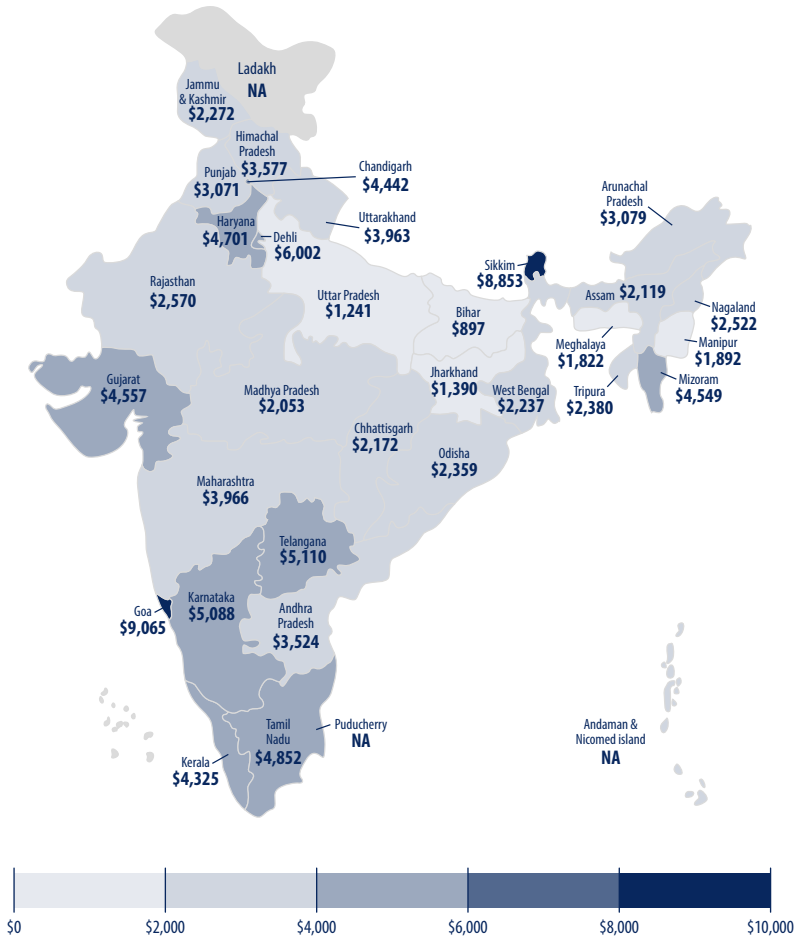 Ladakh
NA
Jammu
& Kashmir
$2,272
Himachal
Pradesh
$3,577
Punjab
$3,071
Chandigarh
$4,442
Uttarakhand
$3,963
Haryana
$4,701
Dehli
$6,002
Arunachal
Pradesh
$3,079
Sikkim
$8,853
Rajasthan
$2,570
Uttar Pradesh
$1,241
Bihar
$897
Assam $2,119
Nagaland
$2,522
Meghalaya
$1,822
Manipur
$1,892
Mizoram
$4,549
Tripura
$2,380
Gujarat
$4,557
Madhya Pradesh
$2,053
Jharkhand
$1,390
West Bengal
$2,237
Chhattisgarh
$2,172
Odisha
$2,359
Maharashtra
$3,966
Telangana
$5,110
Goa
$9,065
Karnataka
$5,088
Andhra
Pradesh
$3,524
Tamil
Nadu
$4,852
Puducherry
NA
Kerala
$4,325
Andaman &
Nicomed island
NA
$0 $2,000 $4,000 $6,000 $8,000 $10,000